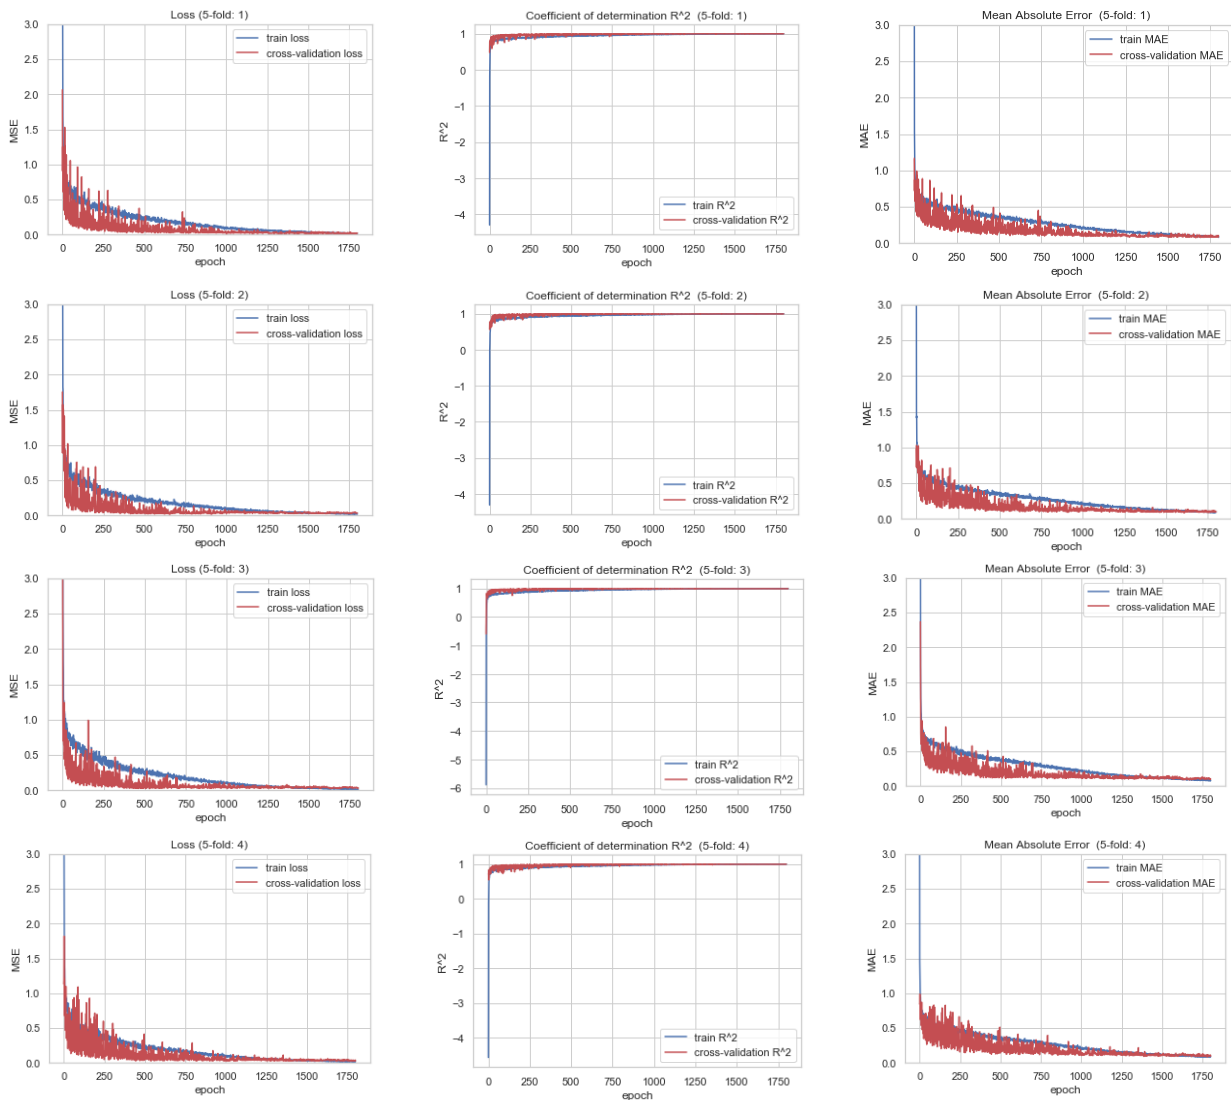 Loss (5-fold: 1)
3.0
2.5
2.0
1.5
1.0
0.5
0.0
MSE
train loss
cross-validation loss
0 250 500 750 1000 1250 1500 1750
epoch
Coefficient of determination R^2 (5-fold: 1)
1
0
−1
−2
−3
−4
R^2
train R^2
cross-validation R^2
0 250 500 750 1000 1250 1500 1750
epoch
Mean Absolute Error (5-fold: 1)
3.0
2.5
2.0
1.5
1.0
0.5
0.0
MAE
train MAE
cross-validation MAE
0 250 500 750 1000 1250 1500 1750
epoch
Loss (5-fold: 2)
3.0
2.5
2.0
1.5
1.0
0.5
0.0
MSE
train loss
cross-validation loss
0 250 500 750 1000 1250 1500 1750
epoch
Coefficient of determination R^2 (5-fold: 2)
1
0
−1
−2
−3
−4
R^2
train R^2
cross-validation R^2
0 250 500 750 1000 1250 1500 1750
epoch
Mean Absolute Error (5-fold: 2)
3.0
2.5
2.0
1.5
1.0
0.5
0.0
MAE
train MAE
cross-validation MAE
0 250 500 750 1000 1250 1500 1750
epoch
Loss (5-fold: 3)
3.0
2.5
2.0
1.5
1.0
0.5
0.0
MSE
train loss
cross-validation loss
0 250 500 750 1000 1250 1500 1750
epoch
Coefficient of determination R^2 (5-fold: 3)
1
0
−1
−2
−3
−4
−5
−6
R^2
train R^2
cross-validation R^2
0 250 500 750 1000 1250 1500 1750
epoch
Mean Absolute Error (5-fold: 3)
3.0
2.5
2.0
1.5
1.0
0.5
0.0
MAE
train MAE
cross-validation MAE
0 250 500 750 1000 1250 1500 1750
epoch
Loss (5-fold: 4)
3.0
2.5
2.0
1.5
1.0
0.5
0.0
MSE
train loss
cross-validation loss
0 250 500 750 1000 1250 1500 1750
epoch
Coefficient of determination R^2 (5-fold: 4)
1
0
−1
−2
−3
−4
R^2
train R^2
cross-validation R^2
0 250 500 750 1000 1250 1500 1750
epoch
Mean Absolute Error (5-fold: 4)
3.0
2.5
2.0
1.5
1.0
0.5
0.0
MAE
train MAE
cross-validation MAE
0 250 500 750 1000 1250 1500 1750
epoch